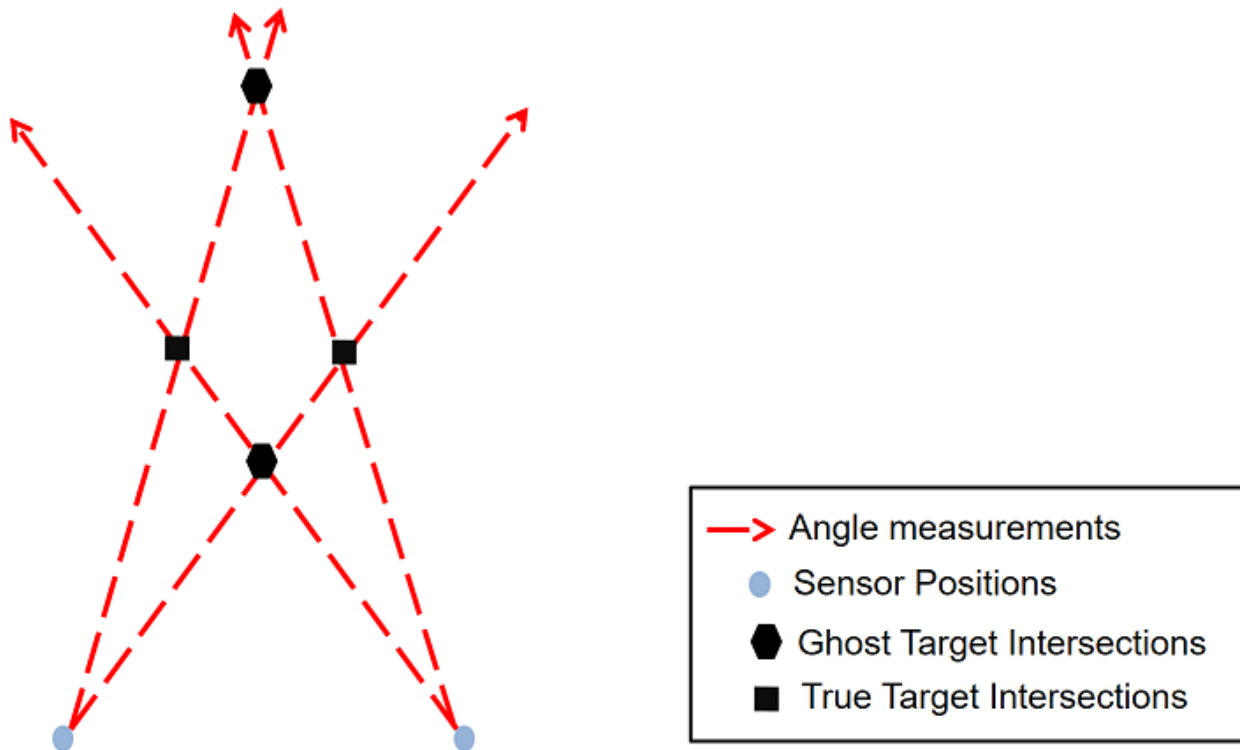 Angle measurements
Sensor Positions
Ghost Target Intersections
True Target Intersections